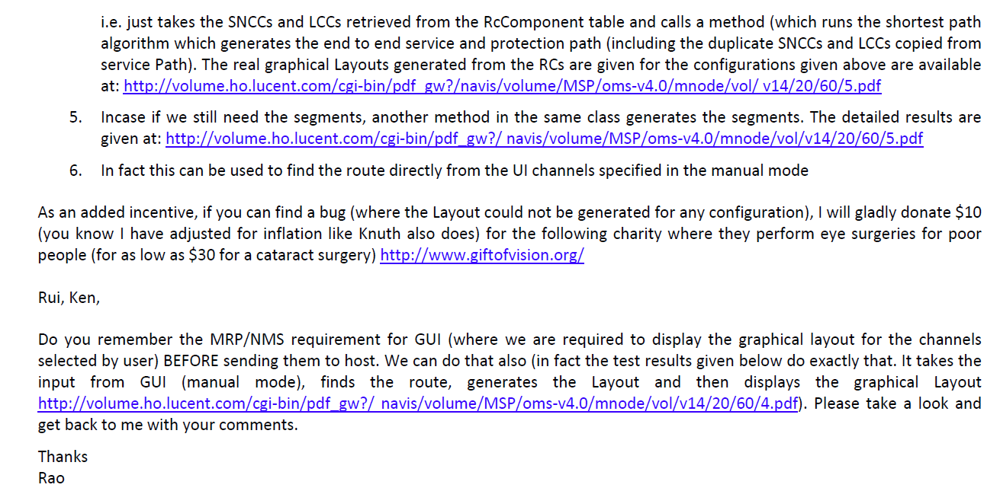 i.e. just takes the SNCCs and LCCs retrieved from the RcComponent table and calls a method (which runs the shortest path
algorithm which generates the end to end service and protection path (including the duplicate SNCCs and LCCs copied from
service Path). The real graphical Layouts generated from the RCs are given for the configurations given above are available
at: http://volume.ho.lucent.com/cgi-bin/pdf_gw?/navis/volume/MSP/oms-v4.0/mnode/vol/ v14/20/60/5.pdf
5. Incase if we still need the segments, another method in the same class generates the segments. The detailed results are
given at: http://volume.ho.lucent.com/cgi-bin/pdf_gw?/ navis/volume/MSP/oms-v4.0/mnode/vol/v14/20/60/5.pdf
6. In fact this can be used to find the route directly from the UI channels specified in the manual mode
As an added incentive, if you can find a bug (where the Layout could not be generated for any configuration), I will gladly donate $10
(you know I have adjusted for inflation like Knuth also does) for the following charity where they perform eye surgeries for poor
people (for as low as $30 for a cataract surgery) http://www.giftofvision.org/
Rui, Ken,
Do you remember the MRP/NMS requirement for GUI (where we are required to display the graphical layout for the channels
selected by user) BEFORE sending them to host. We can do that also (in fact the test results given below do exactly that. It takes the
input from GUI (manual mode), finds the route, generates the Layout and then displays the graphical Layout
http://volume.ho.lucent.com/cgi-bin/pdf_gw?/ navis/volume/MSP/oms-v4.0/mnode/vol/v14/20/60/4.pdf). Please take a look and
get back to me with your comments.
Thanks
Rao